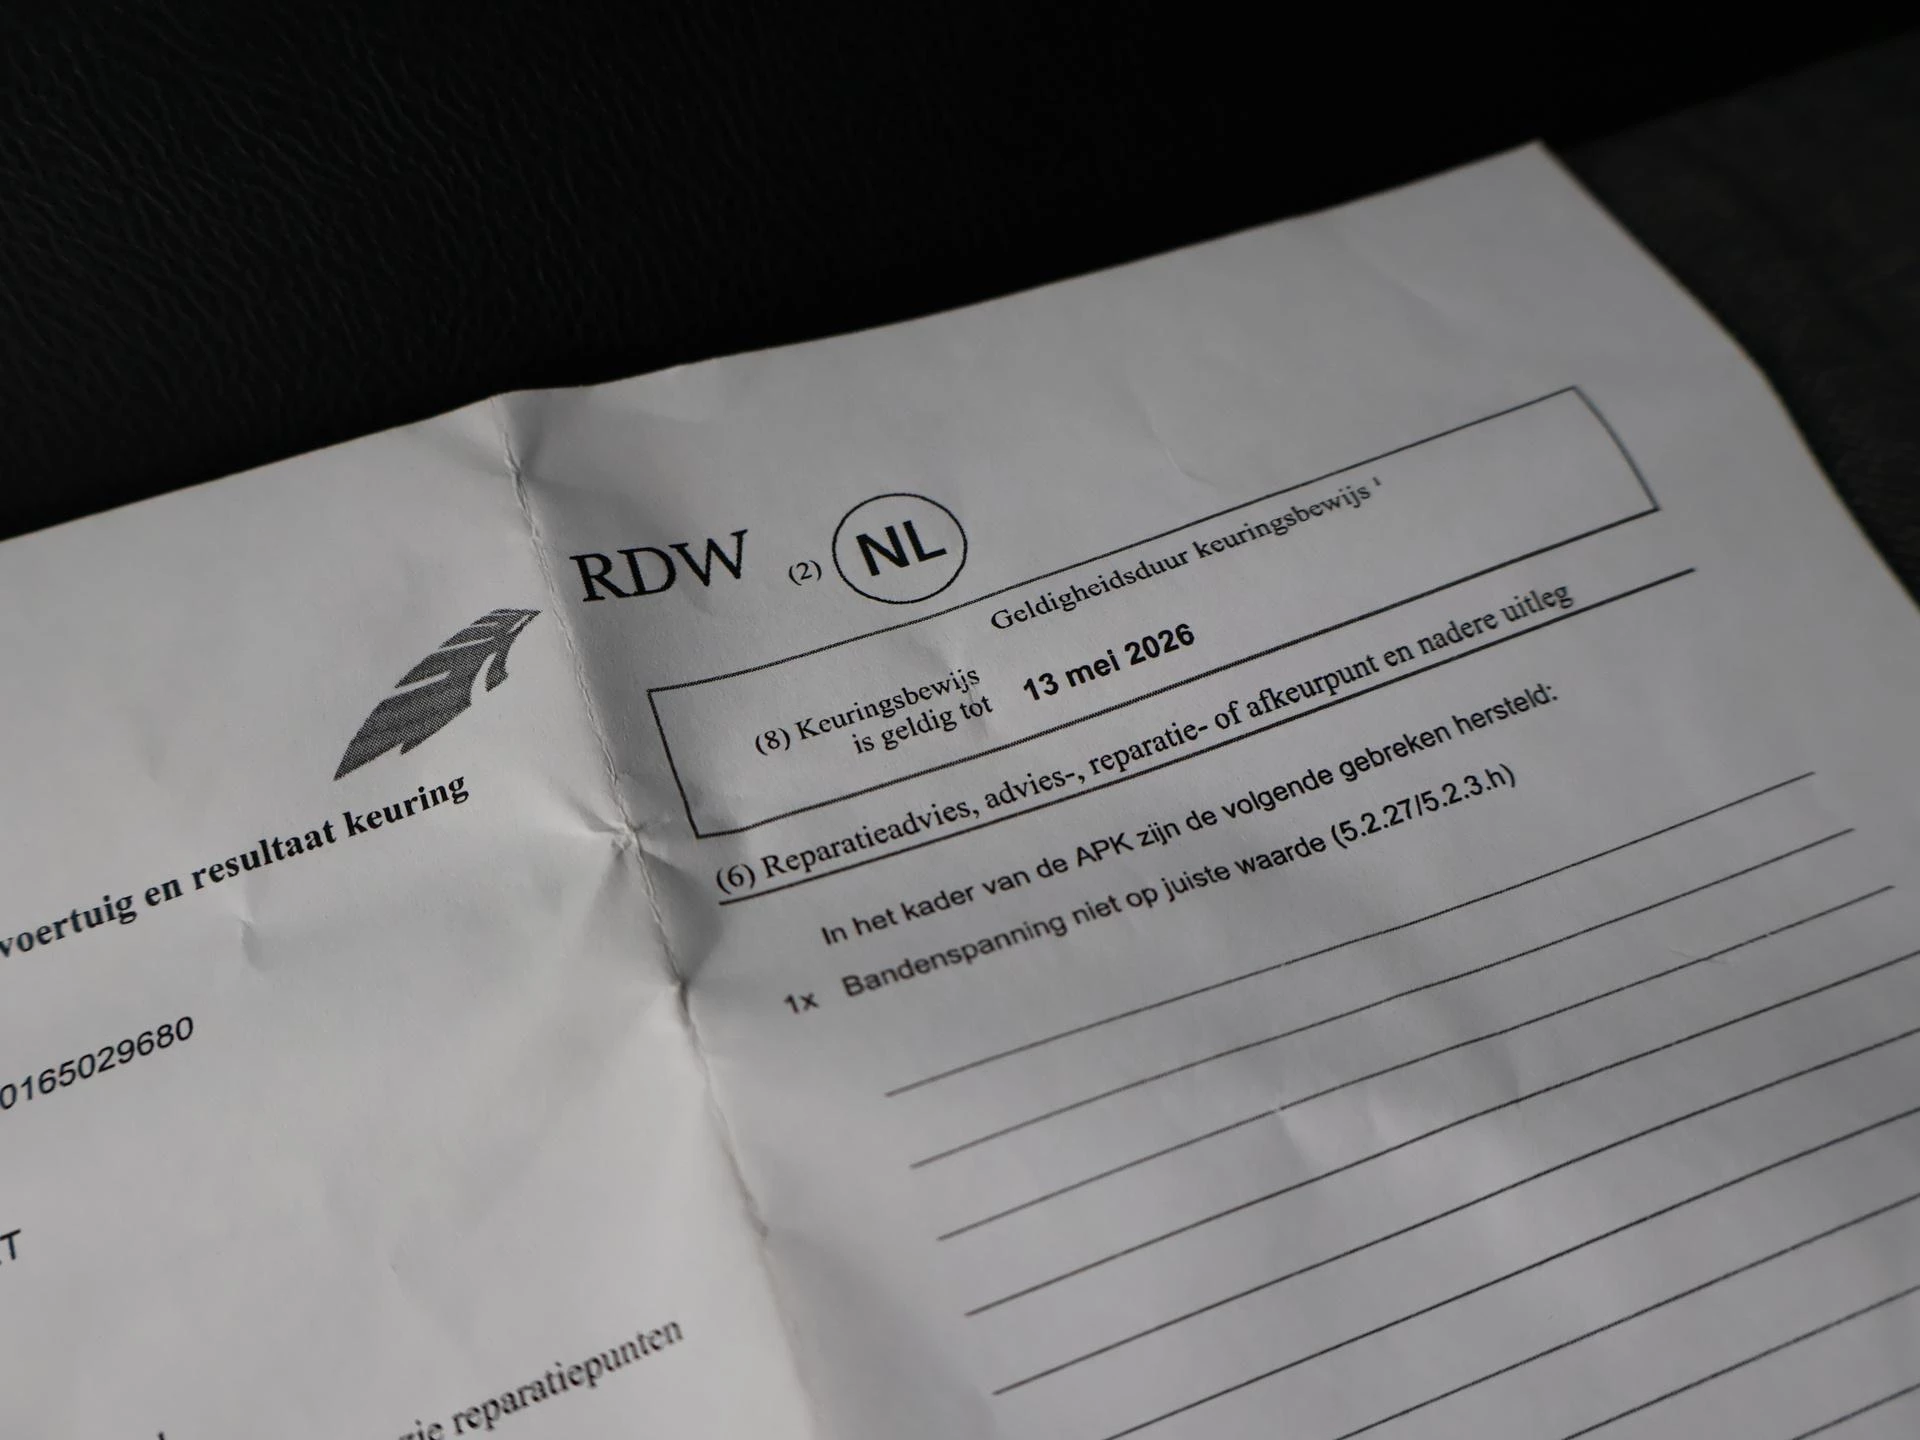 RDW (2) NL
Geldigheidsduur keuringsbewijs ¹
(8) Keuringsbewijs
is geldig tot 13 mei 2026
(6) Reparatieadvies, advies-, reparatie- of afkeurpunt en nadere uitleg
In het kader van de APK zijn de volgende gebreken hersteld:
1x Bandenspanning niet op juiste waarde (5.2.27/5.2.3.h)
voertuig en resultaat keuring
0165029680
T
reparatiepunten